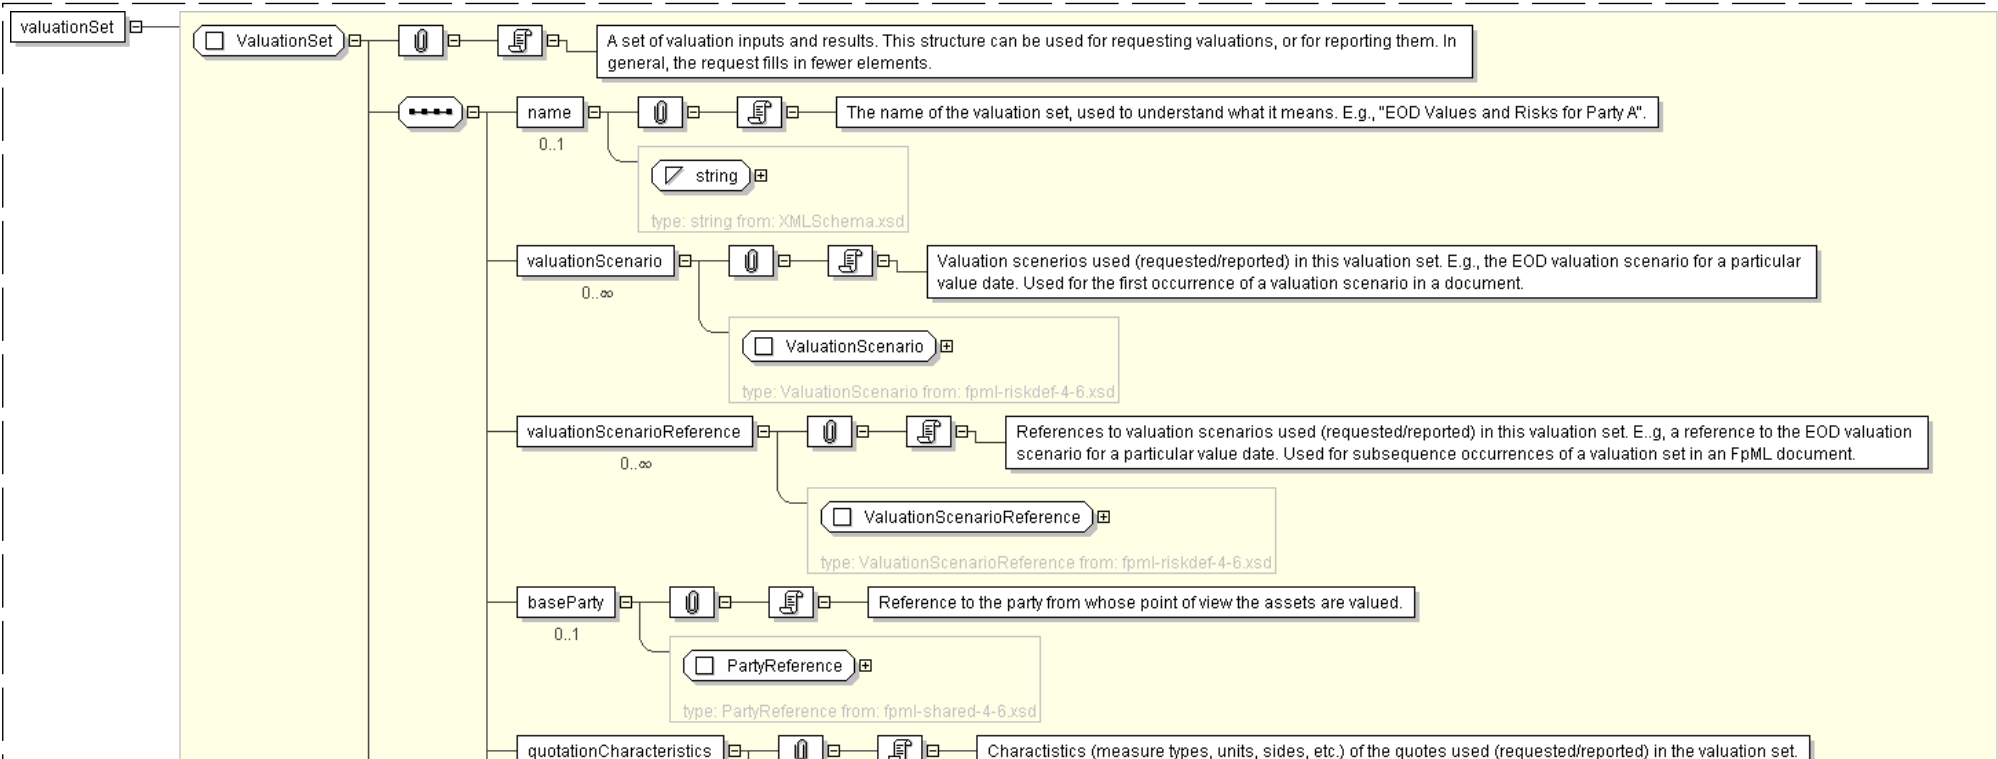 valuationSet
ValuationSet
A set of valuation inputs and results. This structure can be used for requesting valuations, or for reporting them. In
general, the request fills in fewer elements.
name
The name of the valuation set, used to understand what it means. E.g., "EOD Values and Risks for Party A".
0..1
string
type: string from: XMLSchema.xsd
valuationScenario
Valuation scenerios used (requested/reported) in this valuation set. E.g., the EOD valuation scenario for a particular
value date. Used for the first occurrence of a valuation scenario in a document.
0..∞
ValuationScenario
type: ValuationScenario from: fpml-riskdef-4-6.xsd
valuationScenarioReference
References to valuation scenarios used (requested/reported) in this valuation set. E..g, a reference to the EOD valuation
scenario for a particular value date. Used for subsequence occurrences of a valuation set in an FpML document.
0..∞
ValuationScenarioReference
type: ValuationScenarioReference from: fpml-riskdef-4-6.xsd
baseParty
Reference to the party from whose point of view the assets are valued.
0..1
PartyReference
type: PartyReference from: fpml-shared-4-6.xsd
quotationCharacteristics
Charactistics (measure types, units, sides, etc.) of the quotes used (requested/reported) in the valuation set.